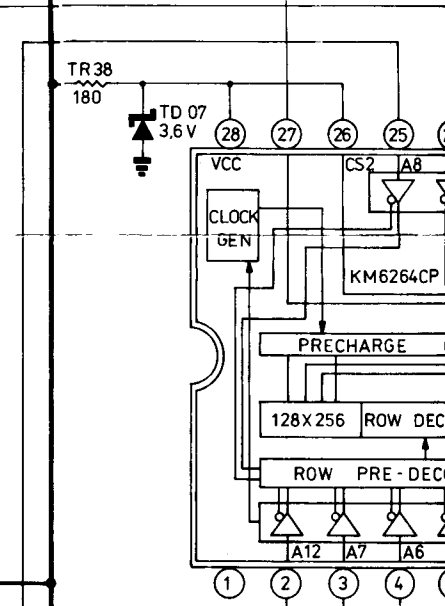 TR38
180
TD 07
3,6 V
28 27 26 25
VCC CS2 A8
CLOCK
GEN
KM6264CP
PRECHARGE
128X256 ROW DEC
ROW PRE-DEC
A12 A7 A6
1 2 3 4